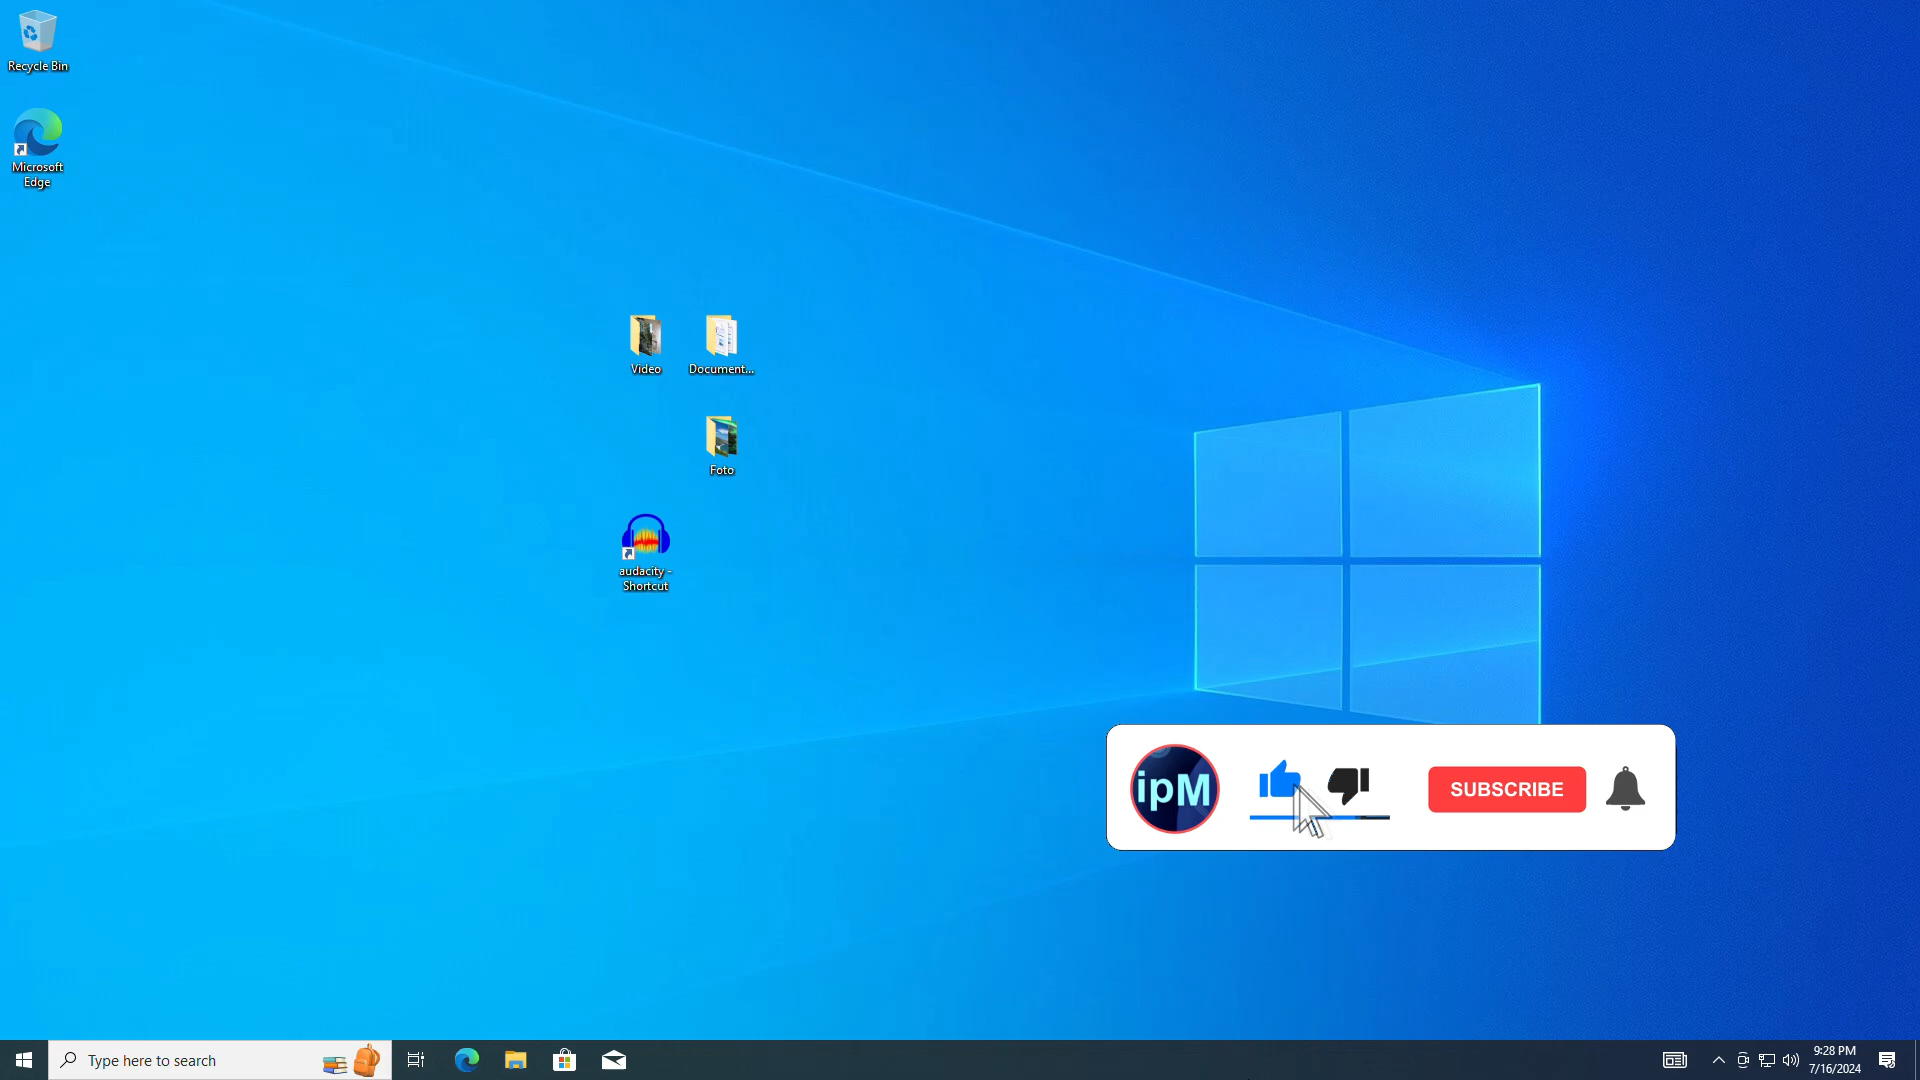 Recycle Bin
Microsoft
Edge
Video
Document...
Foto
audacity -
Shortcut
ipM
SUBSCRIBE
Type here to search
9:28 PM
7/16/2024